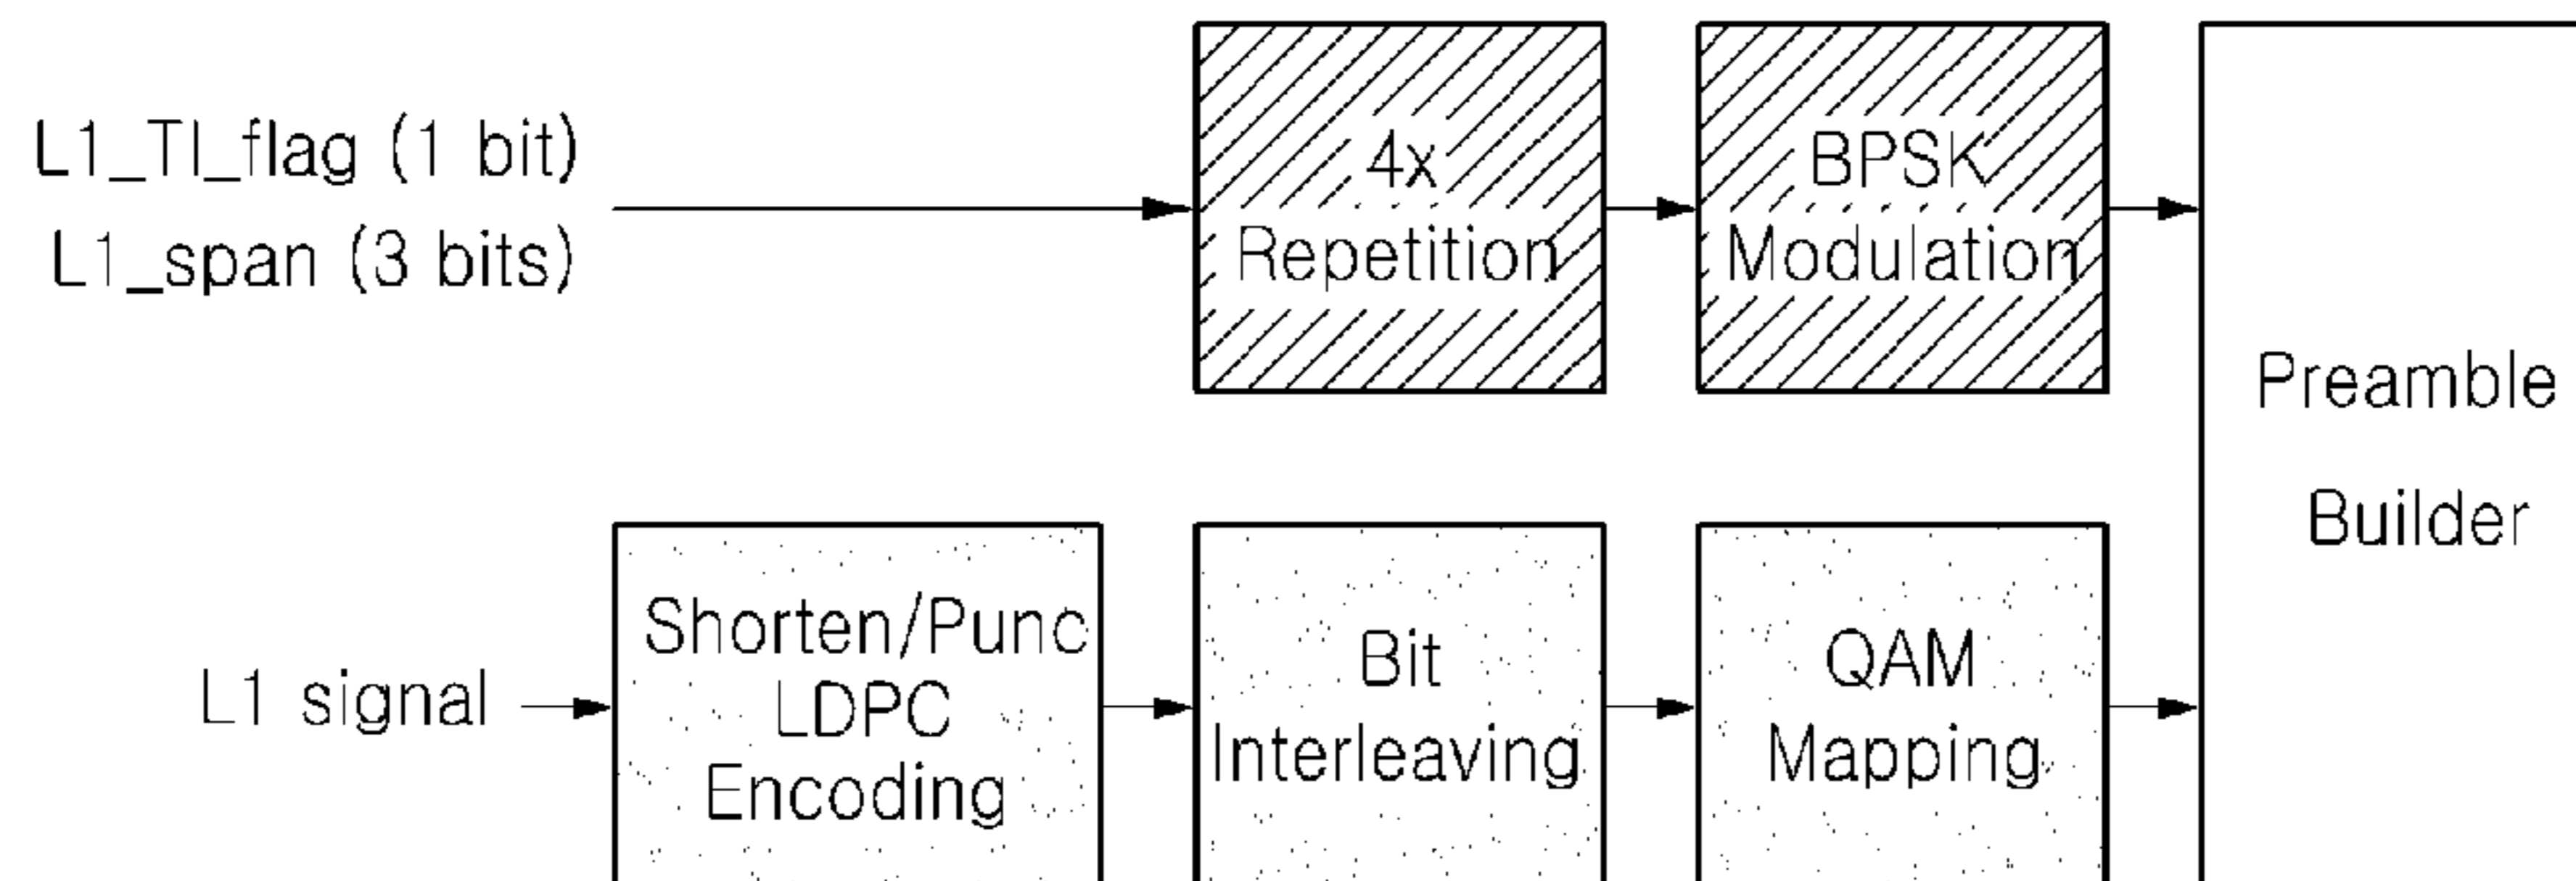 L1_TI_flag (1 bit)
L1_span (3 bits)
4x
Repetition
BPSK
Modulation
Preamble
Builder
L1 signal
Shorten/Punc
LDPC
Encoding
Bit
Interleaving
QAM
Mapping